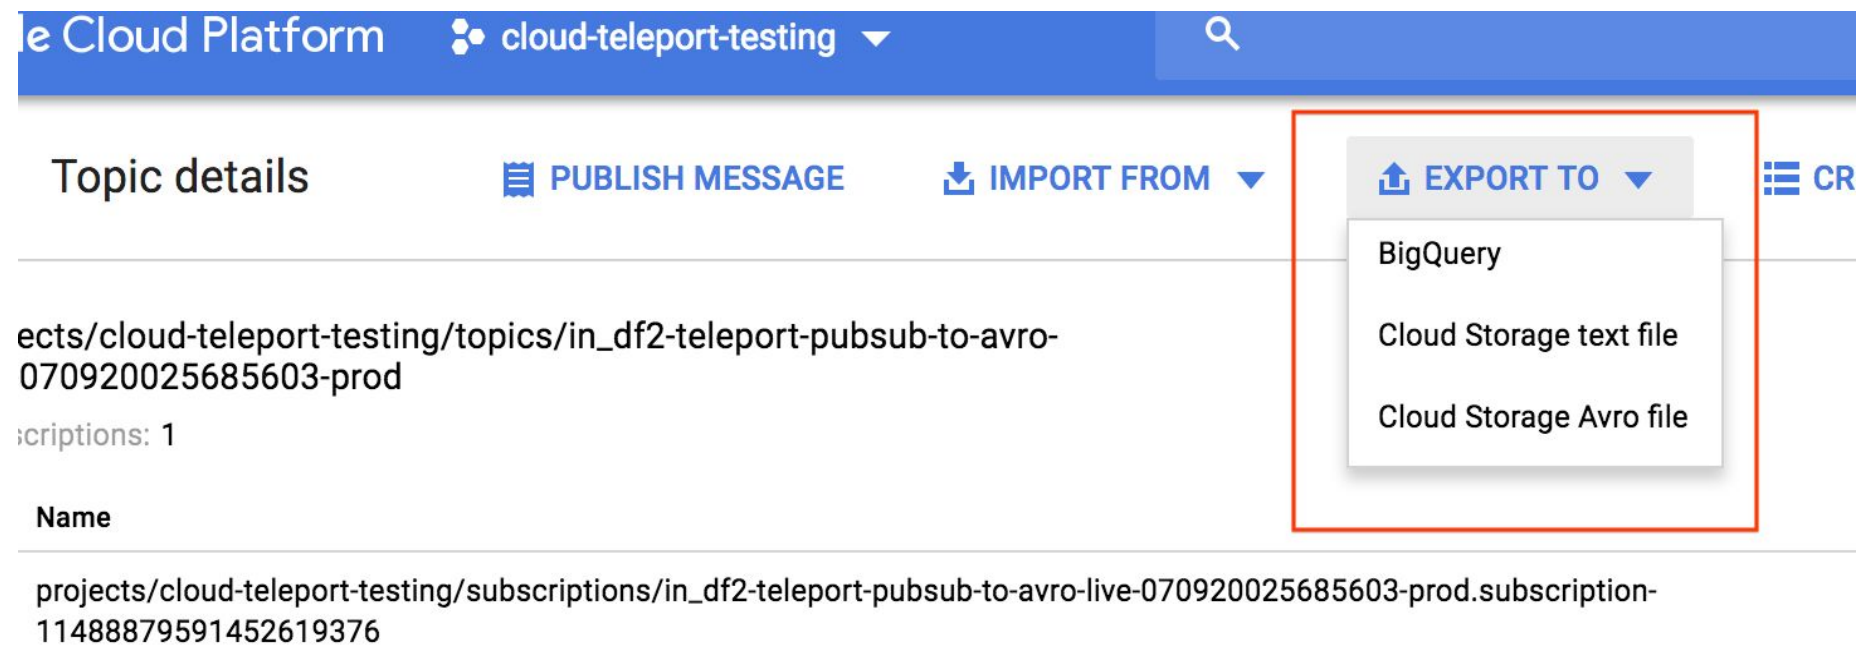 le Cloud Platform cloud-teleport-testing
Topic details PUBLISH MESSAGE IMPORT FROM EXPORT TO CR
BigQuery
Cloud Storage text file
Cloud Storage Avro file
ects/cloud-teleport-testing/topics/in_df2-teleport-pubsub-to-avro-
070920025685603-prod
scriptions: 1
Name
projects/cloud-teleport-testing/subscriptions/in_df2-teleport-pubsub-to-avro-live-070920025685603-prod.subscription-
11488879591452619376